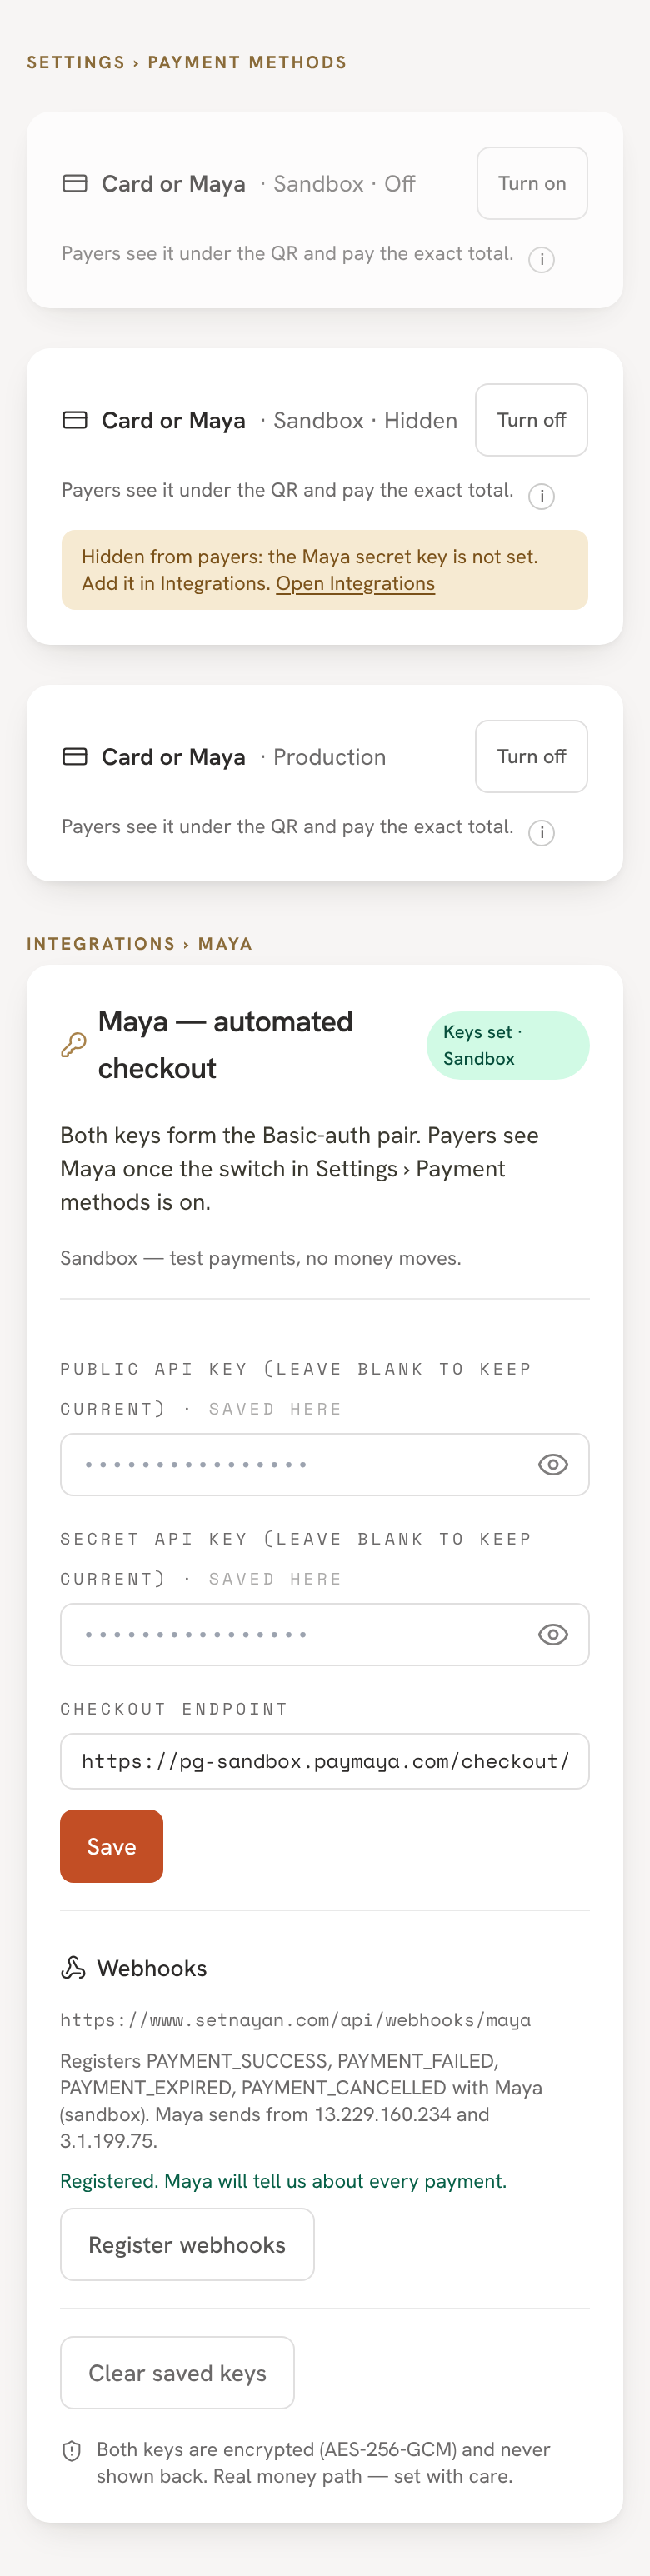 SETTINGS › PAYMENT METHODS
Card or Maya · Sandbox · Off
Turn on
Payers see it under the QR and pay the exact total. i
Card or Maya · Sandbox · Hidden
Turn off
Payers see it under the QR and pay the exact total. i
Hidden from payers: the Maya secret key is not set.
Add it in Integrations. Open Integrations
Card or Maya · Production
Turn off
Payers see it under the QR and pay the exact total. i
INTEGRATIONS › MAYA
Maya — automated
checkout
Keys set ·
Sandbox
Both keys form the Basic-auth pair. Payers see
Maya once the switch in Settings › Payment
methods is on.
Sandbox — test payments, no money moves.
PUBLIC API KEY (LEAVE BLANK TO KEEP
CURRENT) · SAVED HERE
••••••••••••••••
SECRET API KEY (LEAVE BLANK TO KEEP
CURRENT) · SAVED HERE
••••••••••••••••
CHECKOUT ENDPOINT
https://pg-sandbox.paymaya.com/checkout/
Save
Webhooks
https://www.setnayan.com/api/webhooks/maya
Registers PAYMENT_SUCCESS, PAYMENT_FAILED,
PAYMENT_EXPIRED, PAYMENT_CANCELLED with Maya
(sandbox). Maya sends from 13.229.160.234 and
3.1.199.75.
Registered. Maya will tell us about every payment.
Register webhooks
Clear saved keys
Both keys are encrypted (AES-256-GCM) and never
shown back. Real money path — set with care.